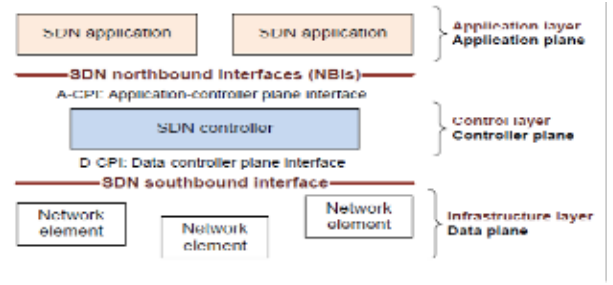 SDN application
SDN application
Application layer
Application plane
SDN northbound interfaces (NBIs)
A-CPI: Application-controller plane interface
SDN controller
Control layer
Controller plane
D CPI: Data controller plane interface
SDN southbound interface
Network
element
Network
element
Network
element
Infrastructure layer
Data plane